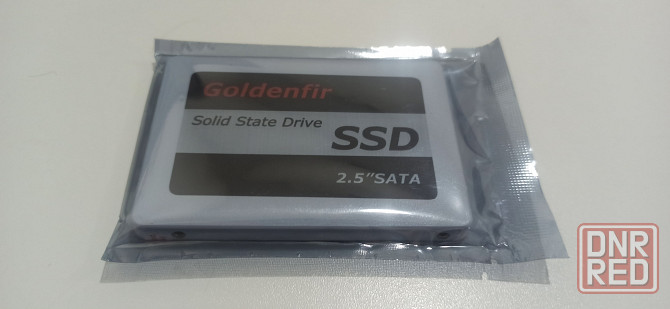 Goldenfir
Solid State Drive
SSD
2.5"SATA
DNR
RED